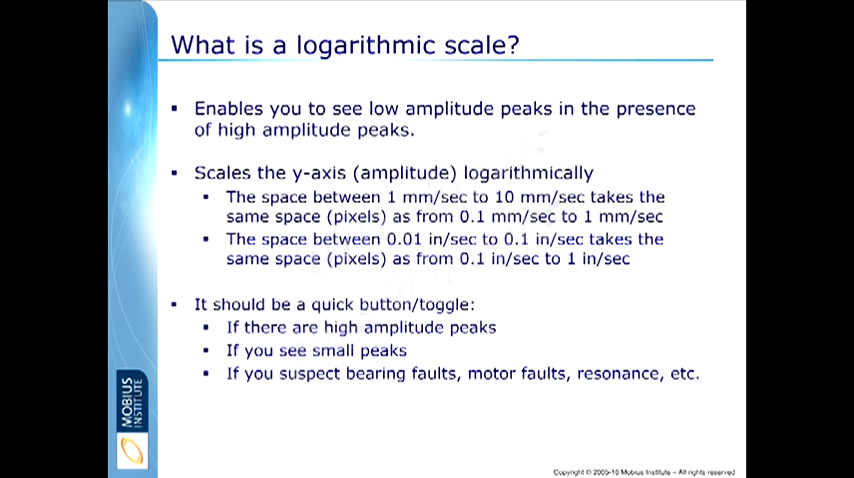 What is a logarithmic scale?
▪ Enables you to see low amplitude peaks in the presence
of high amplitude peaks.
▪ Scales the y-axis (amplitude) logarithmically
▪ The space between 1 mm/sec to 10 mm/sec takes the
same space (pixels) as from 0.1 mm/sec to 1 mm/sec
▪ The space between 0.01 in/sec to 0.1 in/sec takes the
same space (pixels) as from 0.1 in/sec to 1 in/sec
▪ It should be a quick button/toggle:
▪ If there are high amplitude peaks
▪ If you see small peaks
▪ If you suspect bearing faults, motor faults, resonance, etc.
MOBIUS
INSTITUTE
Copyright © 2005-10 Mobius Institute – All rights reserved